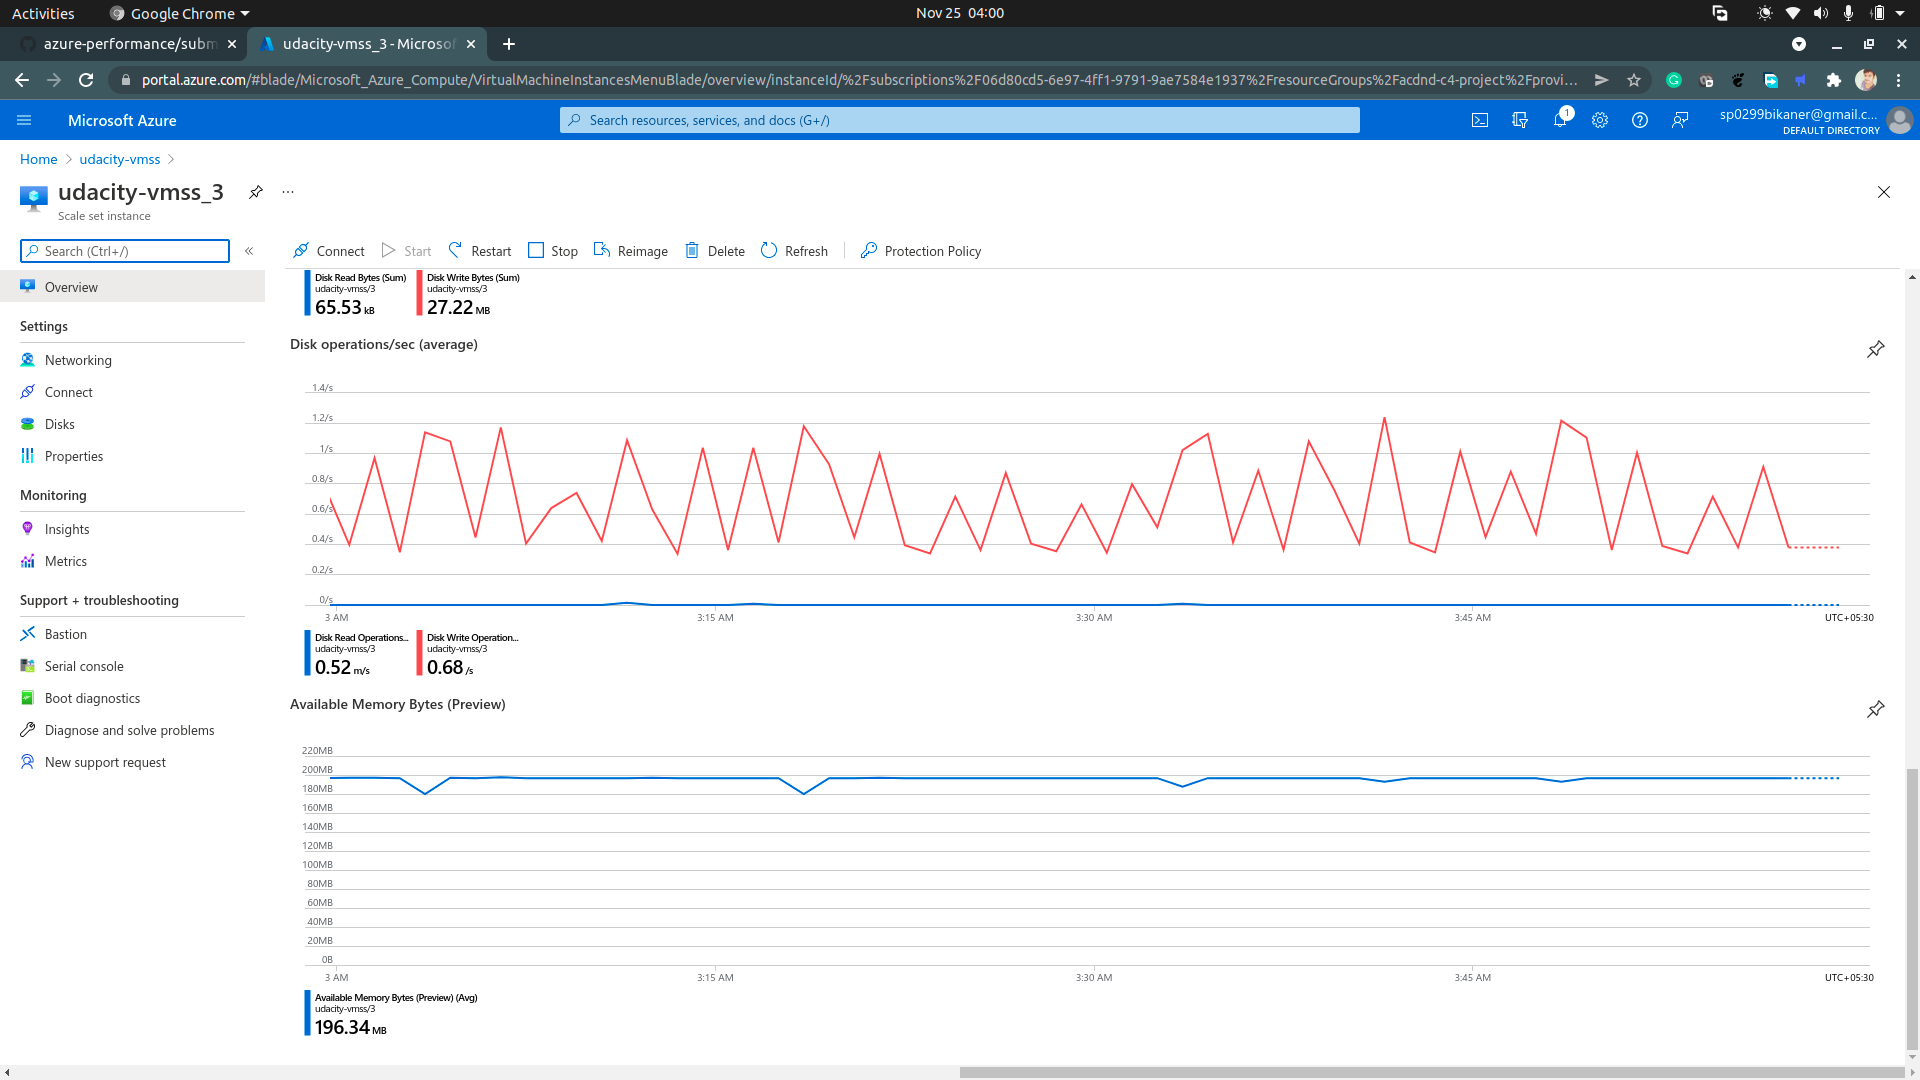 Activities
Google Chrome
Nov 25 04:00
azure-performance/subm
udacity-vmss_3 - Microsof
portal.azure.com/#blade/Microsoft_Azure_Compute/VirtualMachineInstancesMenuBlade/overview/instanceId/%2Fsubscriptions%2F06d80cd5-6e97-4ff1-9791-9ae7584e1937%2FresourceGroups%2Facdnd-c4-project%2Fprovi...
Microsoft Azure
Search resources, services, and docs (G+/)
1
sp0299bikaner@gmail.c...
DEFAULT DIRECTORY
Home
udacity-vmss
udacity-vmss_3
...
Scale set instance
Search (Ctrl+/)
«
Connect
Start
Restart
Stop
Reimage
Delete
Refresh
Protection Policy
Overview
Settings
Networking
Connect
Disks
Properties
Monitoring
Insights
Metrics
Support + troubleshooting
Bastion
Serial console
Boot diagnostics
Diagnose and solve problems
New support request
Disk Read Bytes (Sum)
udacity-vmss/3
65.53 kB
Disk Write Bytes (Sum)
udacity-vmss/3
27.22 MB
Disk operations/sec (average)
1.4/s
1.2/s
1/s
0.8/s
0.6/s
0.4/s
0.2/s
0/s
3 AM
3:15 AM
3:30 AM
3:45 AM
UTC+05:30
Disk Read Operations...
udacity-vmss/3
0.52 m/s
Disk Write Operation...
udacity-vmss/3
0.68 /s
Available Memory Bytes (Preview)
220MB
200MB
180MB
160MB
140MB
120MB
100MB
80MB
60MB
40MB
20MB
0B
3 AM
3:15 AM
3:30 AM
3:45 AM
UTC+05:30
Available Memory Bytes (Preview) (Avg)
udacity-vmss/3
196.34 MB